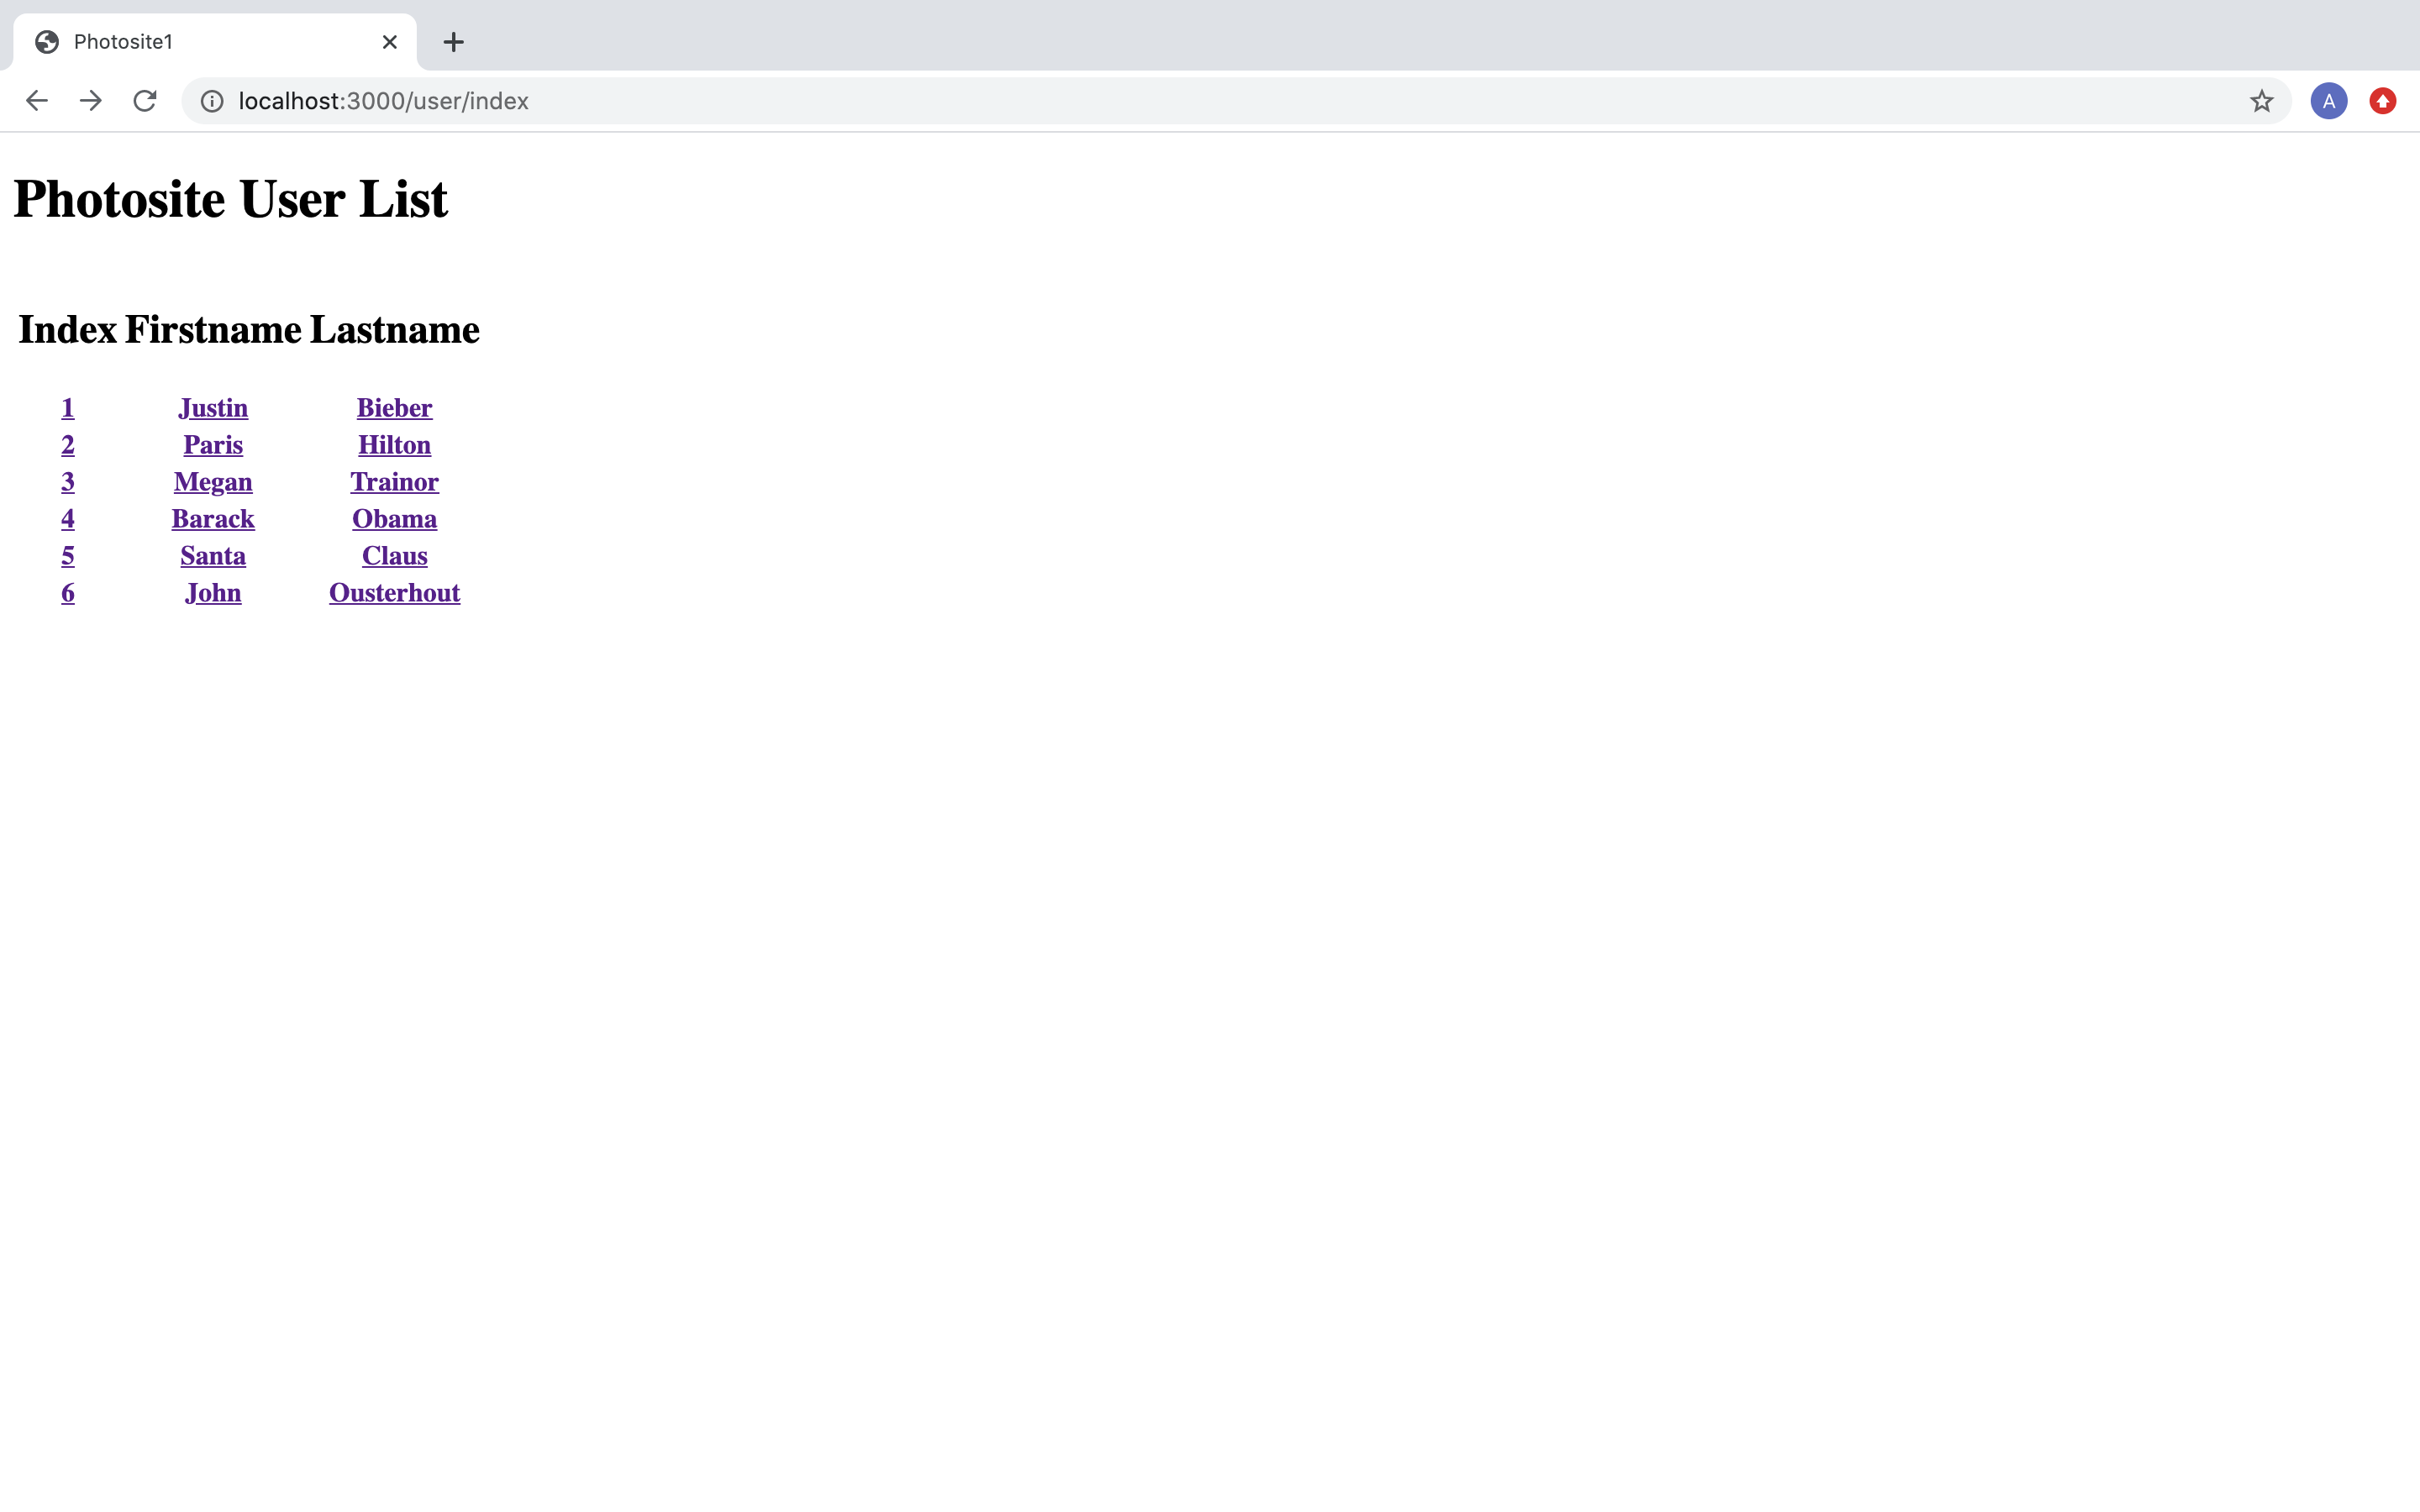 Photosite1
localhost:3000/user/index
A
Photosite User List
Index Firstname Lastname
1 Justin Bieber
2 Paris Hilton
3 Megan Trainor
4 Barack Obama
5 Santa Claus
6 John Ousterhout